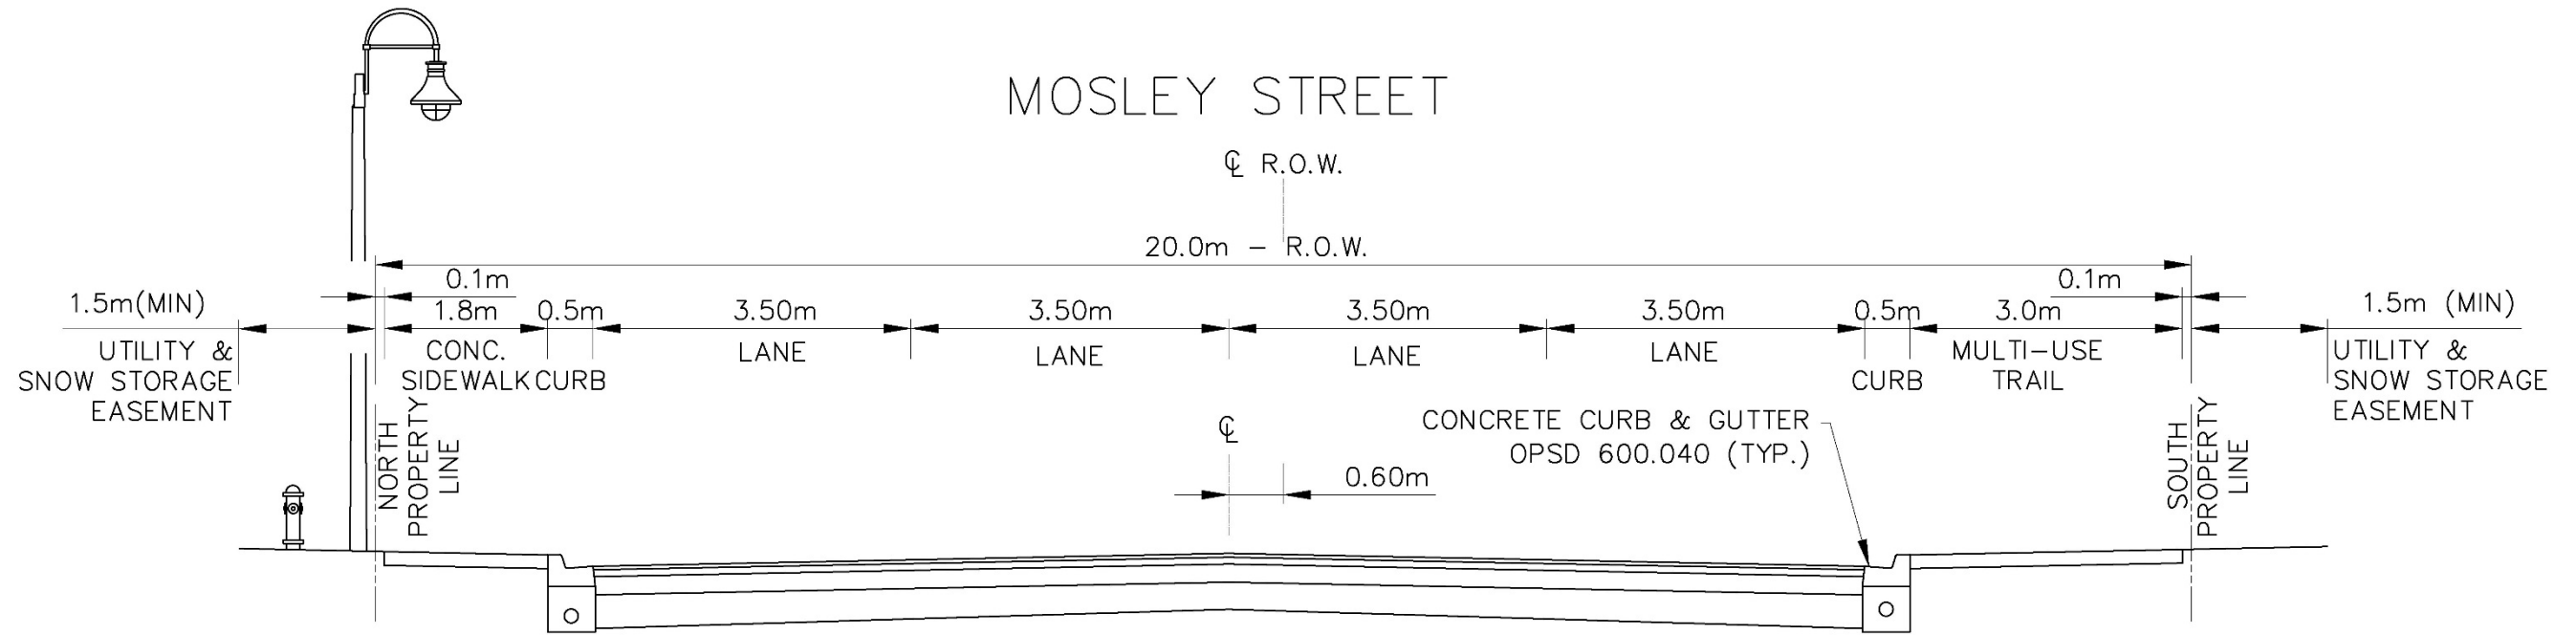 MOSLEY STREET
℄ R.O.W.
20.0m – R.O.W.
0.1m
0.1m
1.5m(MIN)
1.8m
0.5m
3.50m
3.50m
3.50m
3.50m
0.5m
3.0m
1.5m (MIN)
UTILITY &
SNOW STORAGE
EASEMENT
CONC.
SIDEWALK
CURB
LANE
LANE
LANE
LANE
CURB
MULTI-USE
TRAIL
UTILITY &
SNOW STORAGE
EASEMENT
NORTH
PROPERTY
LINE
℄
0.60m
CONCRETE CURB & GUTTER
OPSD 600.040 (TYP.)
SOUTH
PROPERTY
LINE